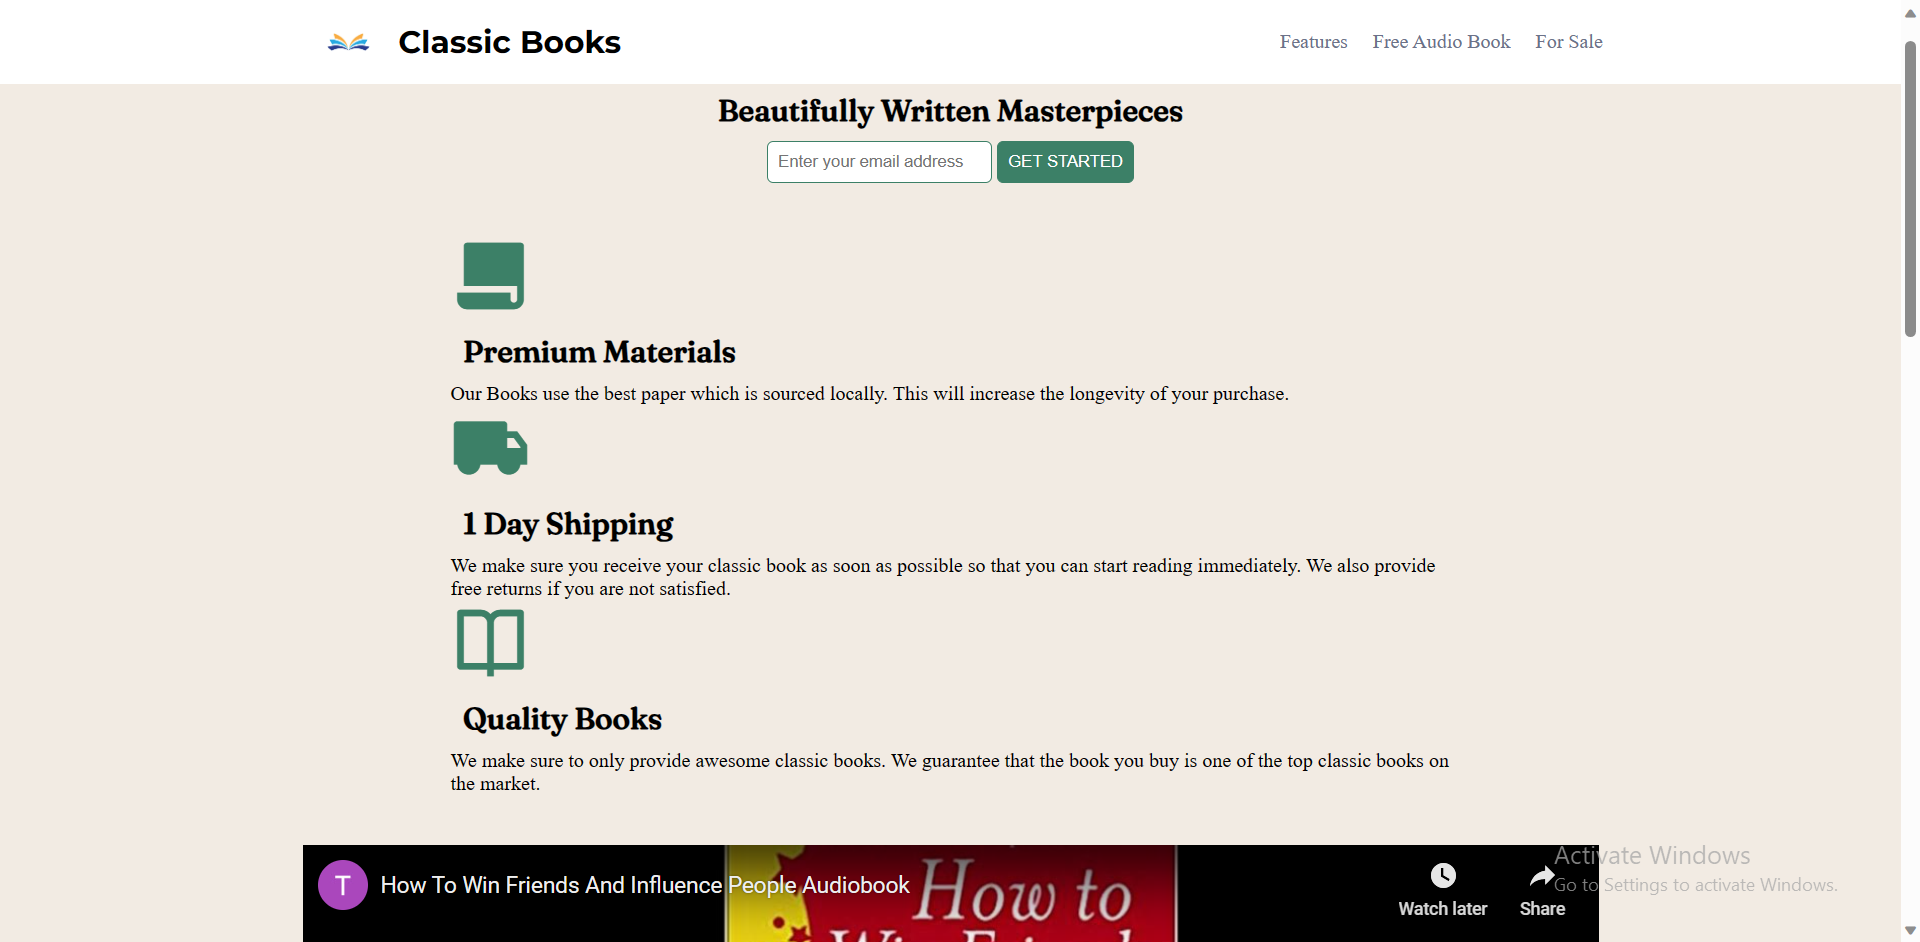 Classic Books
Features
Free Audio Book
For Sale
Beautifully Written Masterpieces
Enter your email address
GET STARTED
Premium Materials
Our Books use the best paper which is sourced locally. This will increase the longevity of your purchase.
1 Day Shipping
We make sure you receive your classic book as soon as possible so that you can start reading immediately. We also provide
free returns if you are not satisfied.
Quality Books
We make sure to only provide awesome classic books. We guarantee that the book you buy is one of the top classic books on
the market.
T
How To Win Friends And Influence People Audiobook
How to
Win Friend
Watch later
Share
Activate Windows
Go to Settings to activate Windows.